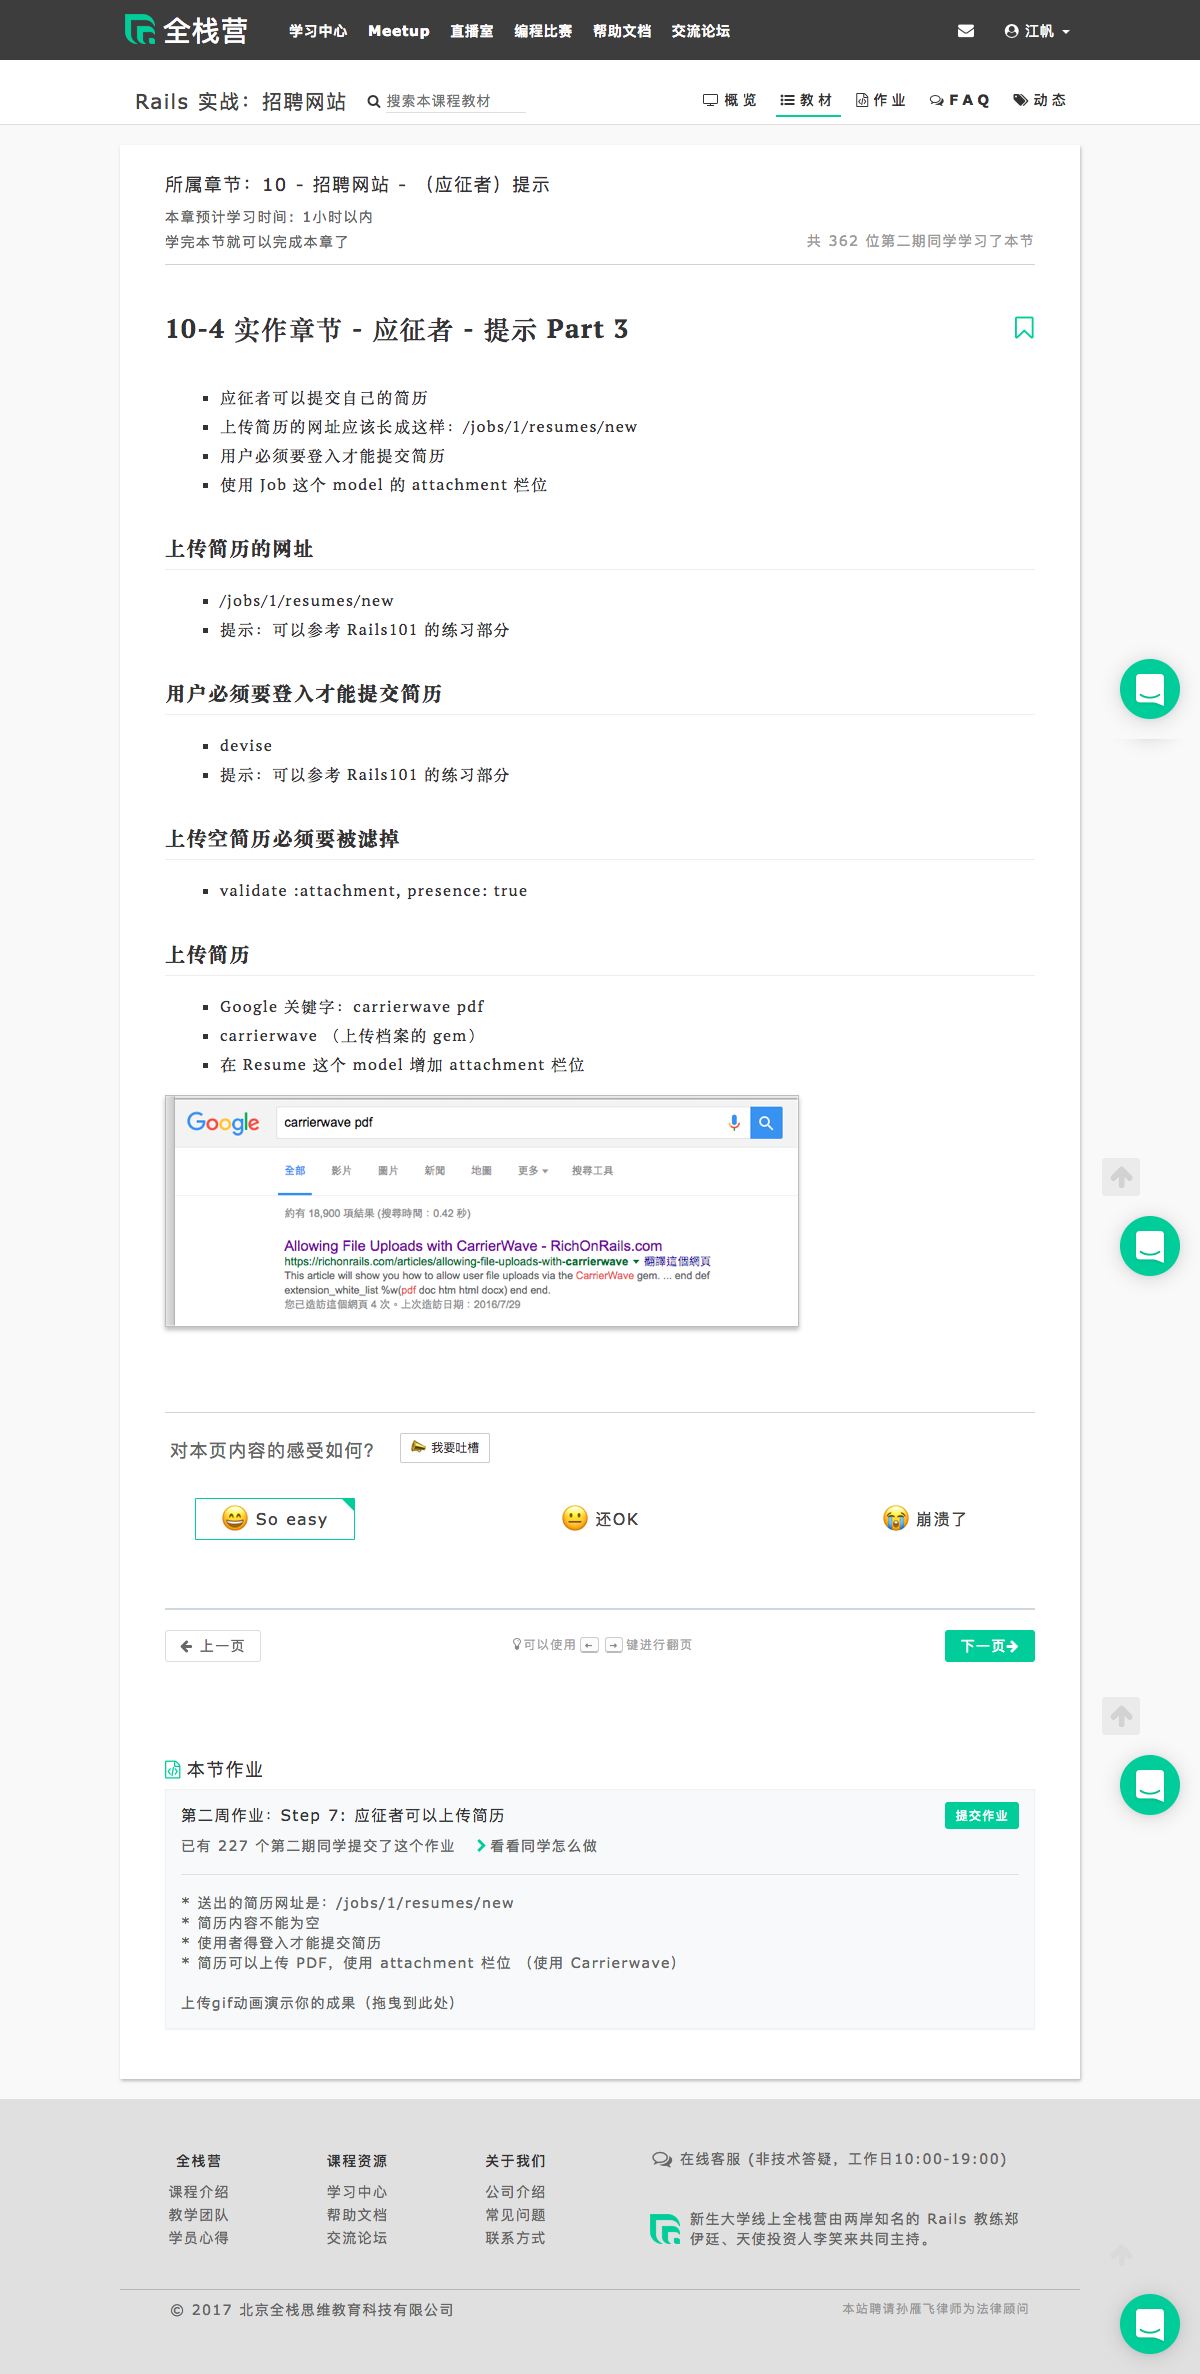 全栈营 学习中心 Meetup 直播室 编程比赛 帮助文档 交流论坛 江帆
Rails 实战：招聘网站 搜索本课程教材 概览 教材 作业 FAQ 动态
所属章节：10 - 招聘网站 - （应征者）提示
本章预计学习时间：1小时以内
学完本节就可以完成本章了
共 362 位第二期同学学习了本节
10-4 实作章节 - 应征者 - 提示 Part 3
应征者可以提交自己的简历
上传简历的网址应该长成这样：/jobs/1/resumes/new
用户必须要登入才能提交简历
使用 Job 这个 model 的 attachment 栏位
上传简历的网址
/jobs/1/resumes/new
提示：可以参考 Rails101 的练习部分
用户必须要登入才能提交简历
devise
提示：可以参考 Rails101 的练习部分
上传空简历必须要被滤掉
validate :attachment, presence: true
上传简历
Google 关键字：carrierwave pdf
carrierwave （上传档案的 gem）
在 Resume 这个 model 增加 attachment 栏位
Google carrierwave pdf
全部 影片 圖片 新聞 地圖 更多 搜尋工具
約有 18,900 項結果 (搜尋時間：0.42 秒)
Allowing File Uploads with CarrierWave - RichOnRails.com
https://richonrails.com/articles/allowing-file-uploads-with-carrierwave 翻譯這個網頁
This article will show you how to allow user file uploads via the CarrierWave gem. ... end def
extension_white_list %w(pdf doc htm html docx) end end.
您已造訪這個網頁 4 次。上次造訪日期：2016/7/29
对本页内容的感受如何? 我要吐槽
So easy 还OK 崩溃了
上一页 可以使用 ← → 键进行翻页 下一页
本节作业
第二周作业：Step 7: 应征者可以上传简历 提交作业
已有 227 个第二期同学提交了这个作业 看看同学怎么做
* 送出的简历网址是：/jobs/1/resumes/new
* 简历内容不能为空
* 使用者得登入才能提交简历
* 简历可以上传 PDF，使用 attachment 栏位 （使用 Carrierwave）
上传gif动画演示你的成果（拖曳到此处）
全栈营
课程介绍
教学团队
学员心得
课程资源
学习中心
帮助文档
交流论坛
关于我们
公司介绍
常见问题
联系方式
在线客服 (非技术答疑，工作日10:00-19:00)
新生大学线上全栈营由两岸知名的 Rails 教练郑
伊廷、天使投资人李笑来共同主持。
© 2017 北京全栈思维教育科技有限公司
本站聘请孙雁飞律师为法律顾问